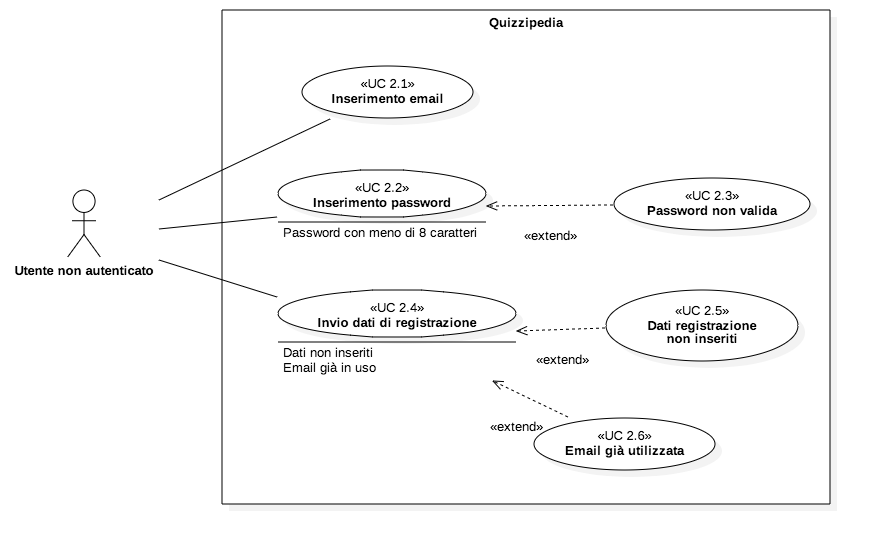 Quizzipedia
«UC 2.1»
Inserimento email
«UC 2.2»
Inserimento password
Password con meno di 8 caratteri
«extend»
«UC 2.3»
Password non valida
Utente non autenticato
«UC 2.4»
Invio dati di registrazione
Dati non inseriti
Email già in uso
«extend»
«UC 2.5»
Dati registrazione
non inseriti
«extend»
«UC 2.6»
Email già utilizzata